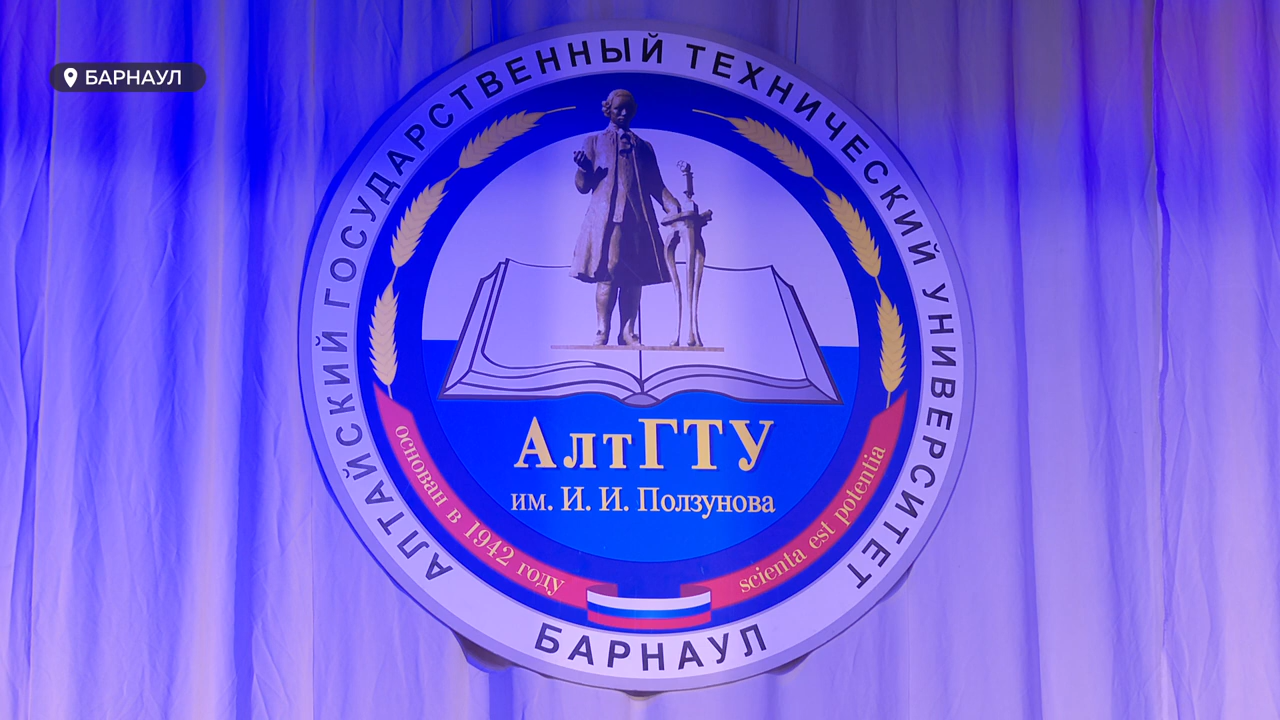 БАРНАУЛ
АЛТАЙСКИЙ ГОСУДАРСТВЕННЫЙ ТЕХНИЧЕСКИЙ УНИВЕРСИТЕТ
АлтГТУ
им. И. И. Ползунова
основан в 1942 году
scienta est potentia
БАРНАУЛ